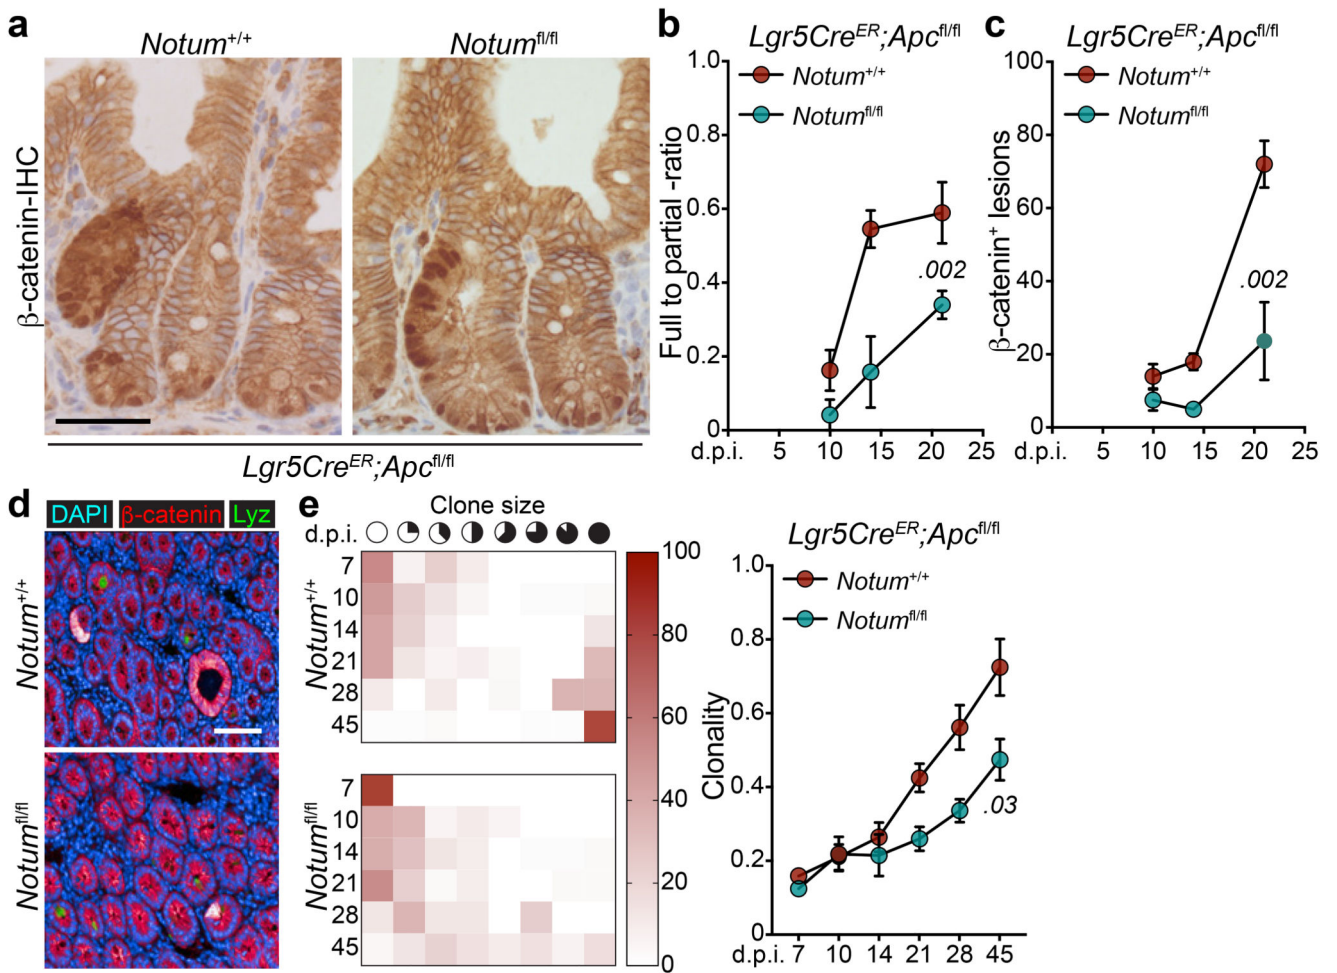 a
Notum+/+
Notumfl/fl
β-catenin-IHC
Lgr5CreER;Apcfl/fl
b
Lgr5CreER;Apcfl/fl
Notum+/+
Notumfl/fl
Full to partial -ratio
1.0
0.8
0.6
0.4
0.2
0
.002
d.p.i. 5 10 15 20 25
c
Lgr5CreER;Apcfl/fl
Notum+/+
Notumfl/fl
β-catenin+ lesions
100
80
60
40
20
0
.002
d.p.i. 5 10 15 20 25
d
DAPI β-catenin Lyz
Notum+/+
Notumfl/fl
e
Clone size
d.p.i.
Notum+/+
7
10
14
21
28
45
Notumfl/fl
7
10
14
21
28
45
100
80
60
40
20
0
Lgr5CreER;Apcfl/fl
Notum+/+
Notumfl/fl
Clonality
1.0
0.8
0.6
0.4
0.2
0
.03
d.p.i. 7 10 14 21 28 45